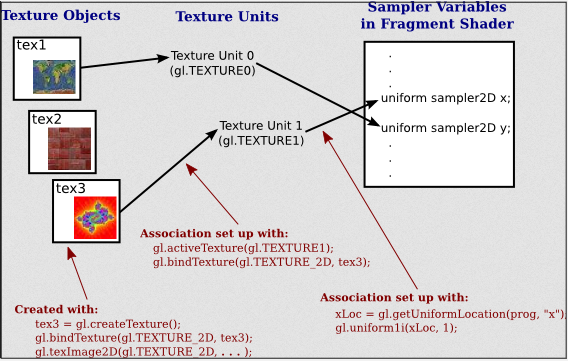 Texture Objects
Texture Units
Sampler Variables
in Fragment Shader
tex1
Texture Unit 0
(gl.TEXTURE0)
.
.
.
uniform sampler2D x;
tex2
Texture Unit 1
(gl.TEXTURE1)
uniform sampler2D y;
.
.
.
tex3
Association set up with:
gl.activeTexture(gl.TEXTURE1);
gl.bindTexture(gl.TEXTURE_2D, tex3);
Created with:
tex3 = gl.createTexture();
gl.bindTexture(gl.TEXTURE_2D, tex3);
gl.texImage2D(gl.TEXTURE_2D, . . . );
Association set up with:
xLoc = gl.getUniformLocation(prog, "x");
gl.uniform1i(xLoc, 1);